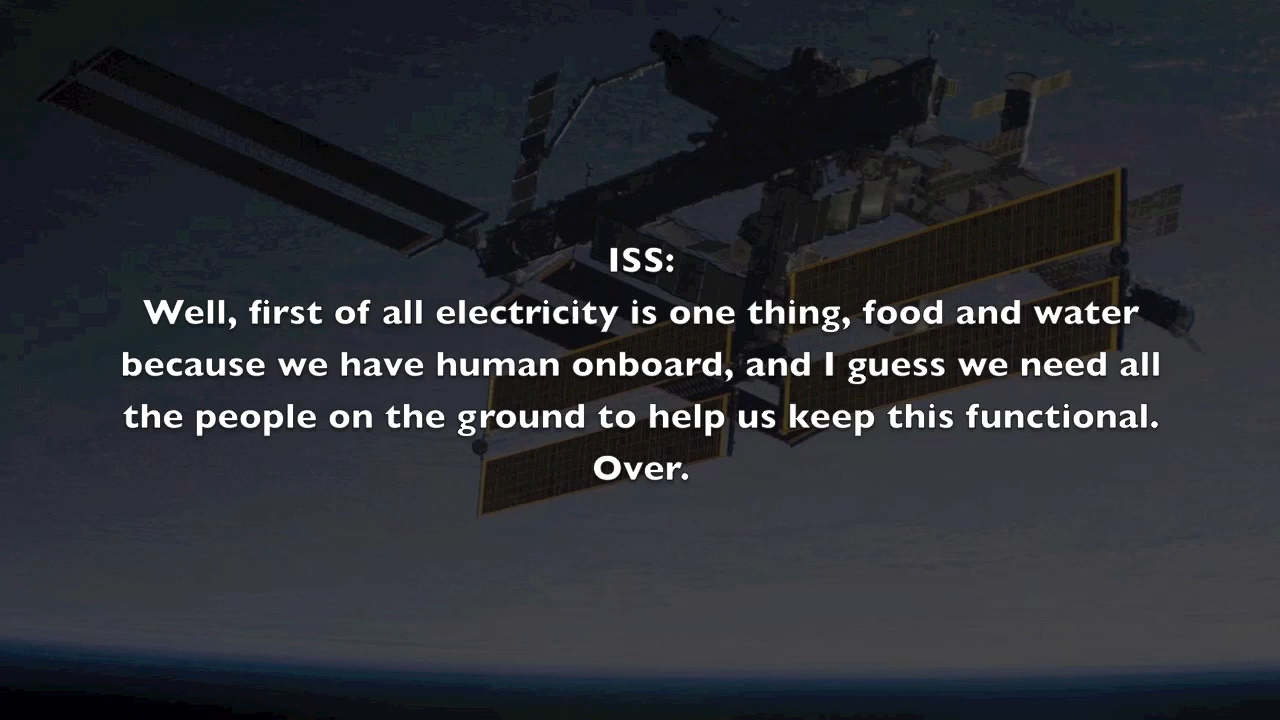 ISS:
Well, first of all electricity is one thing, food and water
because we have human onboard, and I guess we need all
the people on the ground to help us keep this functional.
Over.